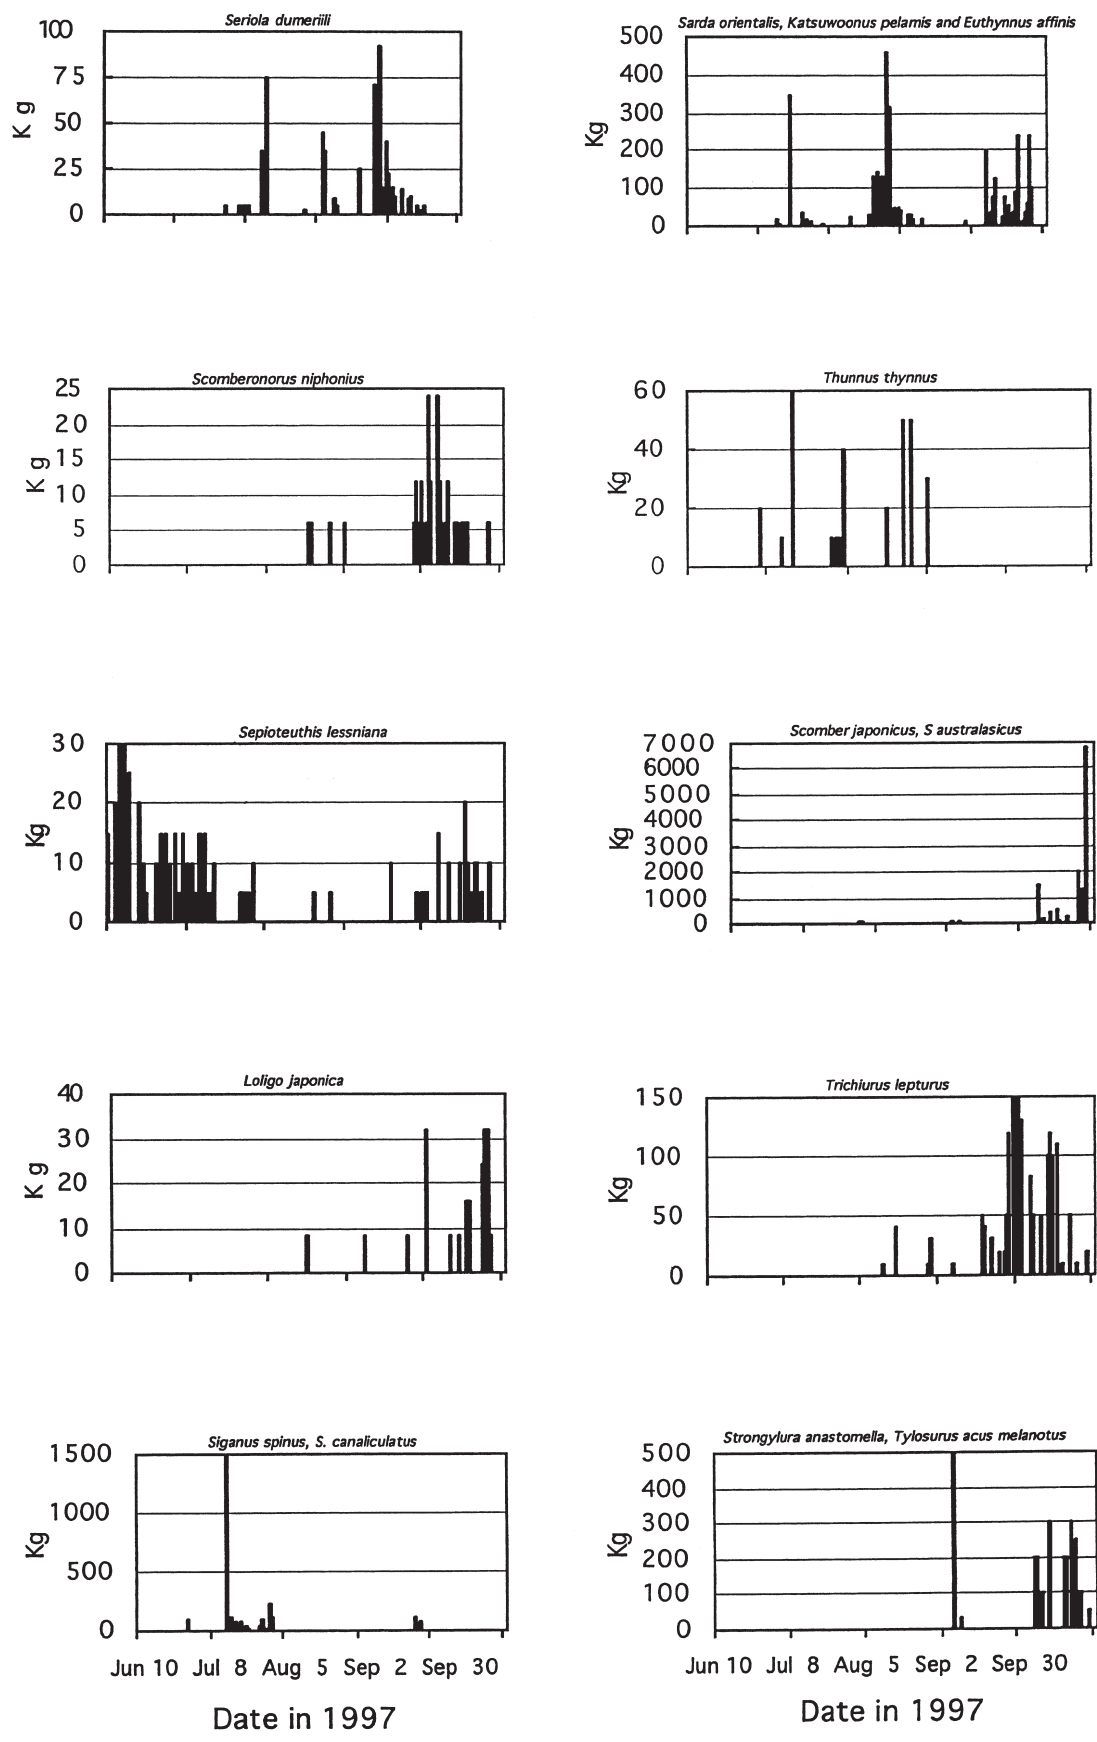 Seriola dumeriili
100
75
50
25
0
K g
Sarda orientalis, Katsuwoonus pelamis and Euthynnus affinis
500
400
300
200
100
0
Kg
Scomberonorus niphonius
25
20
15
10
5
0
K g
Thunnus thynnus
60
40
20
0
Kg
Sepioteuthis lessniana
30
20
10
0
Kg
Scomber japonicus, S australasicus
7000
6000
5000
4000
3000
2000
1000
0
Kg
Loligo japonica
40
30
20
10
0
K g
Trichiurus lepturus
150
100
50
0
Kg
Siganus spinus, S. canaliculatus
1500
1000
500
0
Kg
Jun 10 Jul 8 Aug 5 Sep 2 Sep 30
Date in 1997
Strongylura anastomella, Tylosurus acus melanotus
500
400
300
200
100
0
Kg
Jun 10 Jul 8 Aug 5 Sep 2 Sep 30
Date in 1997